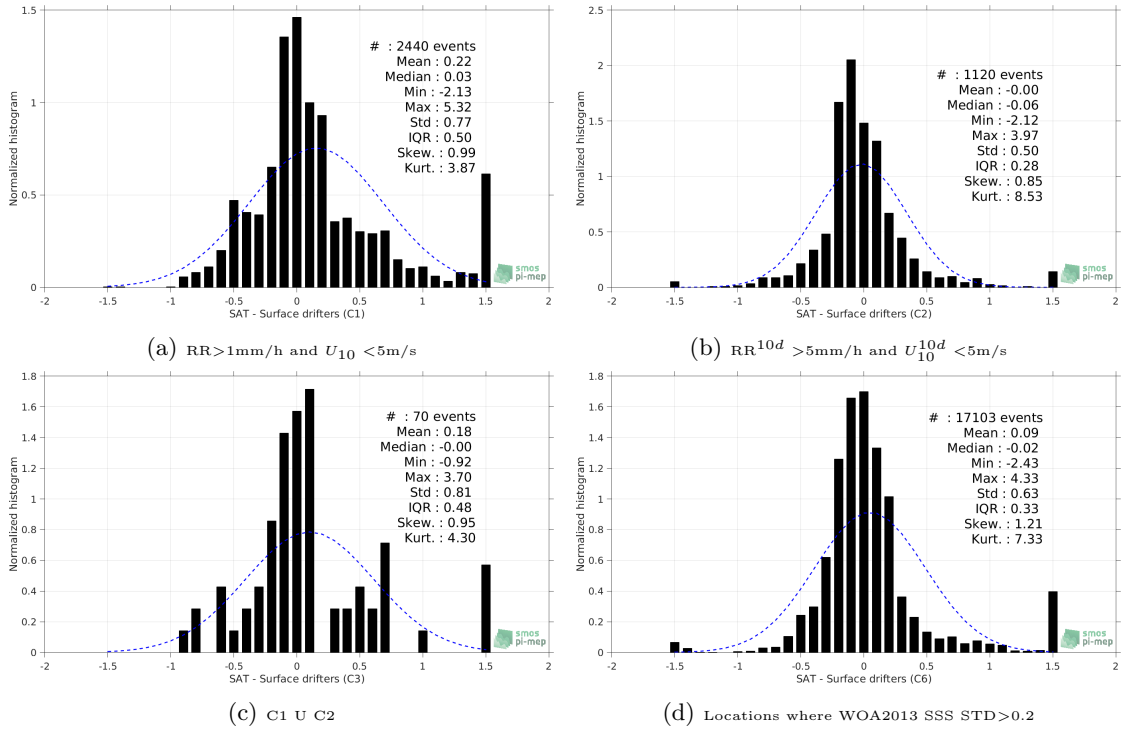 1.5
1
0.5
0
Normalized histogram
# : 2440 events
Mean : 0.22
Median : 0.03
Min : -2.13
Max : 5.32
Std : 0.77
IQR : 0.50
Skew. : 0.99
Kurt. : 3.87
smos
pi-mep
-2 -1.5 -1 -0.5 0 0.5 1 1.5 2
SAT - Surface drifters (C1)
(a) RR>1mm/h and U10 <5m/s
2.5
2
1.5
1
0.5
0
Normalized histogram
# : 1120 events
Mean : -0.00
Median : -0.06
Min : -2.12
Max : 3.97
Std : 0.50
IQR : 0.28
Skew. : 0.85
Kurt. : 8.53
smos
pi-mep
-2 -1.5 -1 -0.5 0 0.5 1 1.5 2
SAT - Surface drifters (C2)
(b) RR10d >5mm/h and U10d10 <5m/s
1.8
1.6
1.4
1.2
1
0.8
0.6
0.4
0.2
0
Normalized histogram
# : 70 events
Mean : 0.18
Median : -0.00
Min : -0.92
Max : 3.70
Std : 0.81
IQR : 0.48
Skew. : 0.95
Kurt. : 4.30
smos
pi-mep
-2 -1.5 -1 -0.5 0 0.5 1 1.5 2
SAT - Surface drifters (C3)
(c) C1 U C2
1.8
1.6
1.4
1.2
1
0.8
0.6
0.4
0.2
0
Normalized histogram
# : 17103 events
Mean : 0.09
Median : -0.02
Min : -2.43
Max : 4.33
Std : 0.63
IQR : 0.33
Skew. : 1.21
Kurt. : 7.33
smos
pi-mep
-2 -1.5 -1 -0.5 0 0.5 1 1.5 2
SAT - Surface drifters (C6)
(d) Locations where WOA2013 SSS STD>0.2